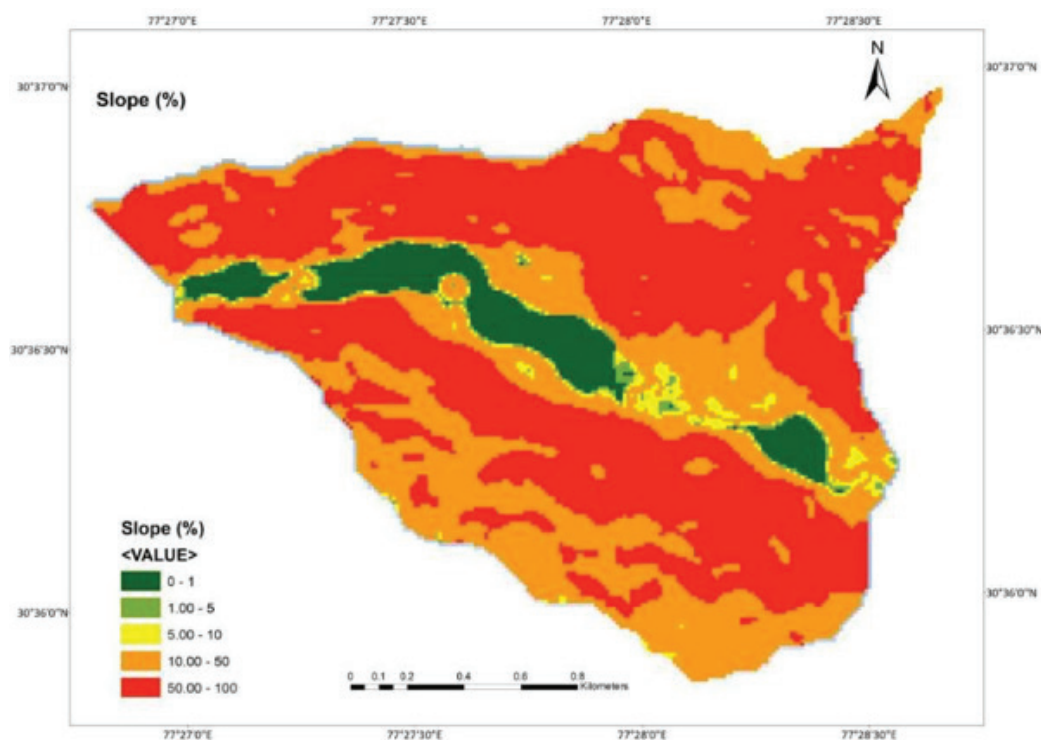 77°27'0"E 77°27'30"E 77°28'0"E 77°28'30"E
N
30°37'0"N 30°37'0"N
Slope (%)
30°36'30"N 30°36'30"N
Slope (%)
<VALUE>
0 - 1
1.00 - 5
5.00 - 10
10.00 - 50
50.00 - 100
30°36'0"N 30°36'0"N
0 0.1 0.2 0.4 0.6 0.8
Kilometers
77°27'0"E 77°27'30"E 77°28'0"E 77°28'30"E